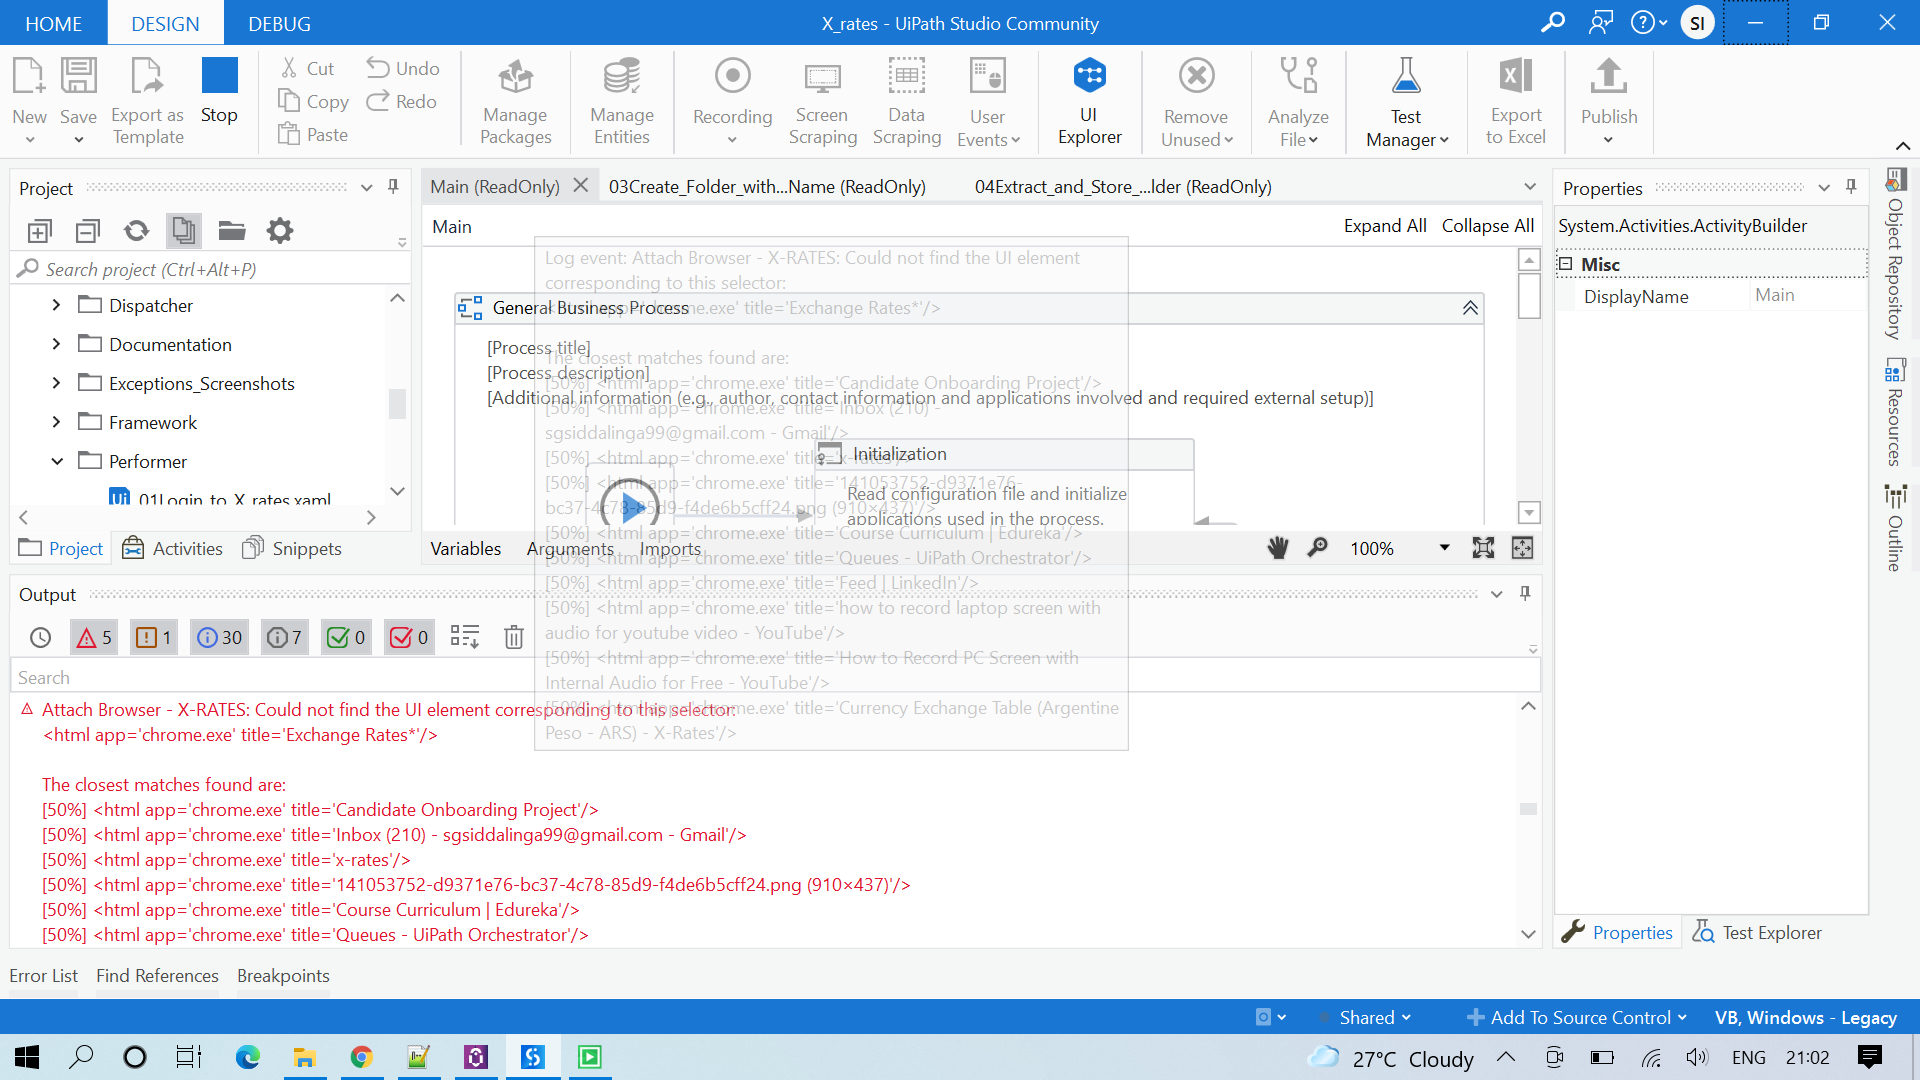 HOME DESIGN DEBUG X_rates - UiPath Studio Community SI
New Save Export as Template Stop Cut Copy Paste Undo Redo
Manage Packages Manage Entities Recording Screen Scraping Data Scraping User Events UI Explorer Remove Unused Analyze File Test Manager Export to Excel Publish
Project
Search project (Ctrl+Alt+P)
Dispatcher
Documentation
Exceptions_Screenshots
Framework
Performer
01Login_to_X_rates.xaml
Project Activities Snippets
Main (ReadOnly) 03Create_Folder_with...Name (ReadOnly) 04Extract_and_Store_...lder (ReadOnly)
Main Expand All Collapse All
General Business Process
[Process title]
[Process description]
[Additional information (e.g., author, contact information and applications involved and required external setup)]
Initialization
Read configuration file and initialize
applications used in the process.
Variables Arguments Imports 100%
Log event: Attach Browser - X-RATES: Could not find the UI element
corresponding to this selector:
<html app='chrome.exe' title='Exchange Rates*'/>
The closest matches found are:
[50%] <html app='chrome.exe' title='Candidate Onboarding Project'/>
[50%] <html app='chrome.exe' title='Inbox (210) -
sgsiddalinga99@gmail.com - Gmail'/>
[50%] <html app='chrome.exe' title='x-rates'/>
[50%] <html app='chrome.exe' title='141053752-d9371e76-
bc37-4c78-85d9-f4de6b5cff24.png (910×437)'/>
[50%] <html app='chrome.exe' title='Course Curriculum | Edureka'/>
[50%] <html app='chrome.exe' title='Queues - UiPath Orchestrator'/>
[50%] <html app='chrome.exe' title='Feed | LinkedIn'/>
[50%] <html app='chrome.exe' title='how to record laptop screen with
audio for youtube video - YouTube'/>
[50%] <html app='chrome.exe' title='How to Record PC Screen with
Internal Audio for Free - YouTube'/>
[50%] <html app='chrome.exe' title='Currency Exchange Table (Argentine
Peso - ARS) - X-Rates'/>
Properties
System.Activities.ActivityBuilder
Misc
DisplayName Main
Properties Test Explorer
Object Repository
Resources
Outline
Output
5 1 30 7 0 0
Search
Attach Browser - X-RATES: Could not find the UI element corresponding to this selector:
<html app='chrome.exe' title='Exchange Rates*'/>
The closest matches found are:
[50%] <html app='chrome.exe' title='Candidate Onboarding Project'/>
[50%] <html app='chrome.exe' title='Inbox (210) - sgsiddalinga99@gmail.com - Gmail'/>
[50%] <html app='chrome.exe' title='x-rates'/>
[50%] <html app='chrome.exe' title='141053752-d9371e76-bc37-4c78-85d9-f4de6b5cff24.png (910×437)'/>
[50%] <html app='chrome.exe' title='Course Curriculum | Edureka'/>
[50%] <html app='chrome.exe' title='Queues - UiPath Orchestrator'/>
Error List Find References Breakpoints
Shared Add To Source Control VB, Windows - Legacy
27°C Cloudy ENG 21:02